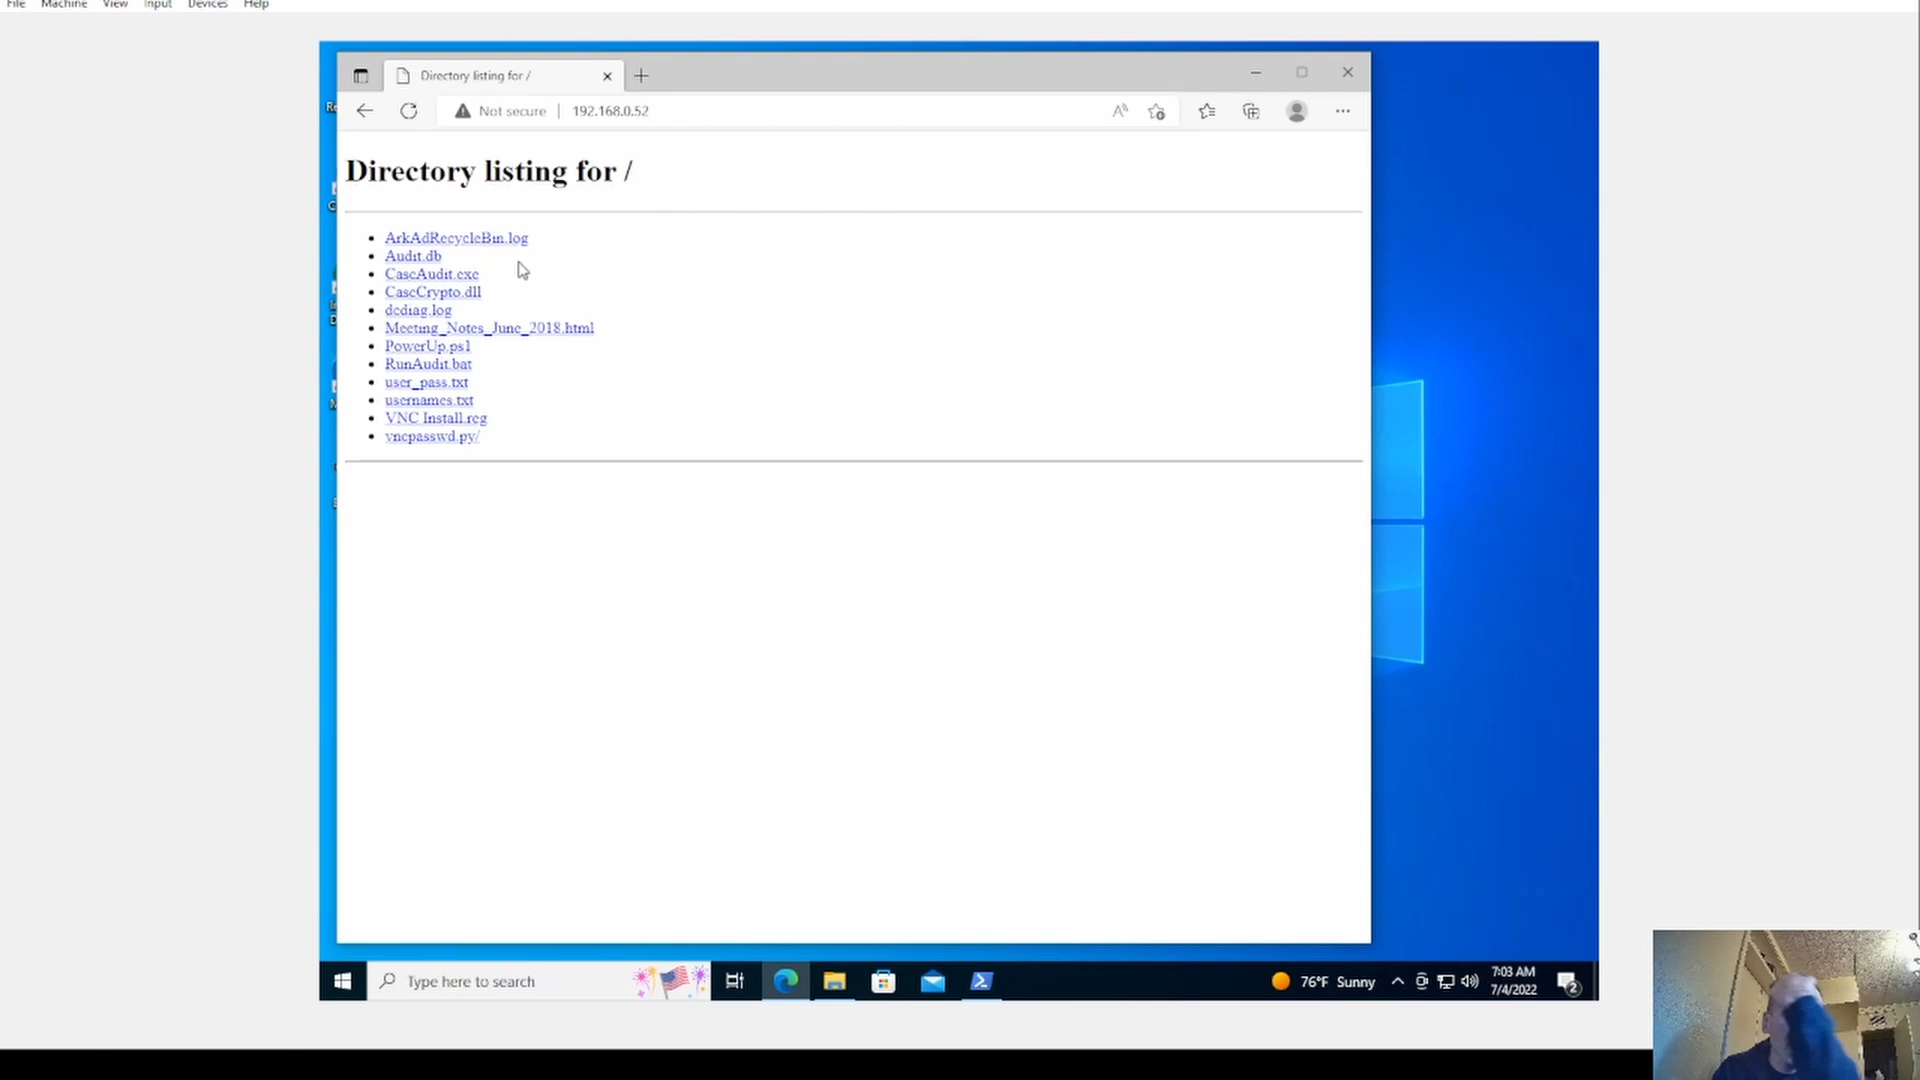 File Machine View Input Devices Help
Directory listing for /
Not secure 192.168.0.52
Directory listing for /
ArkAdRecycleBin.log
Audit.db
CascAudit.exe
CascCrypto.dll
dcdiag.log
Meeting_Notes_June_2018.html
PowerUp.ps1
RunAudit.bat
user_pass.txt
usernames.txt
VNC Install.reg
vncpasswd.py/
Type here to search
76°F Sunny
7:03 AM
7/4/2022
2